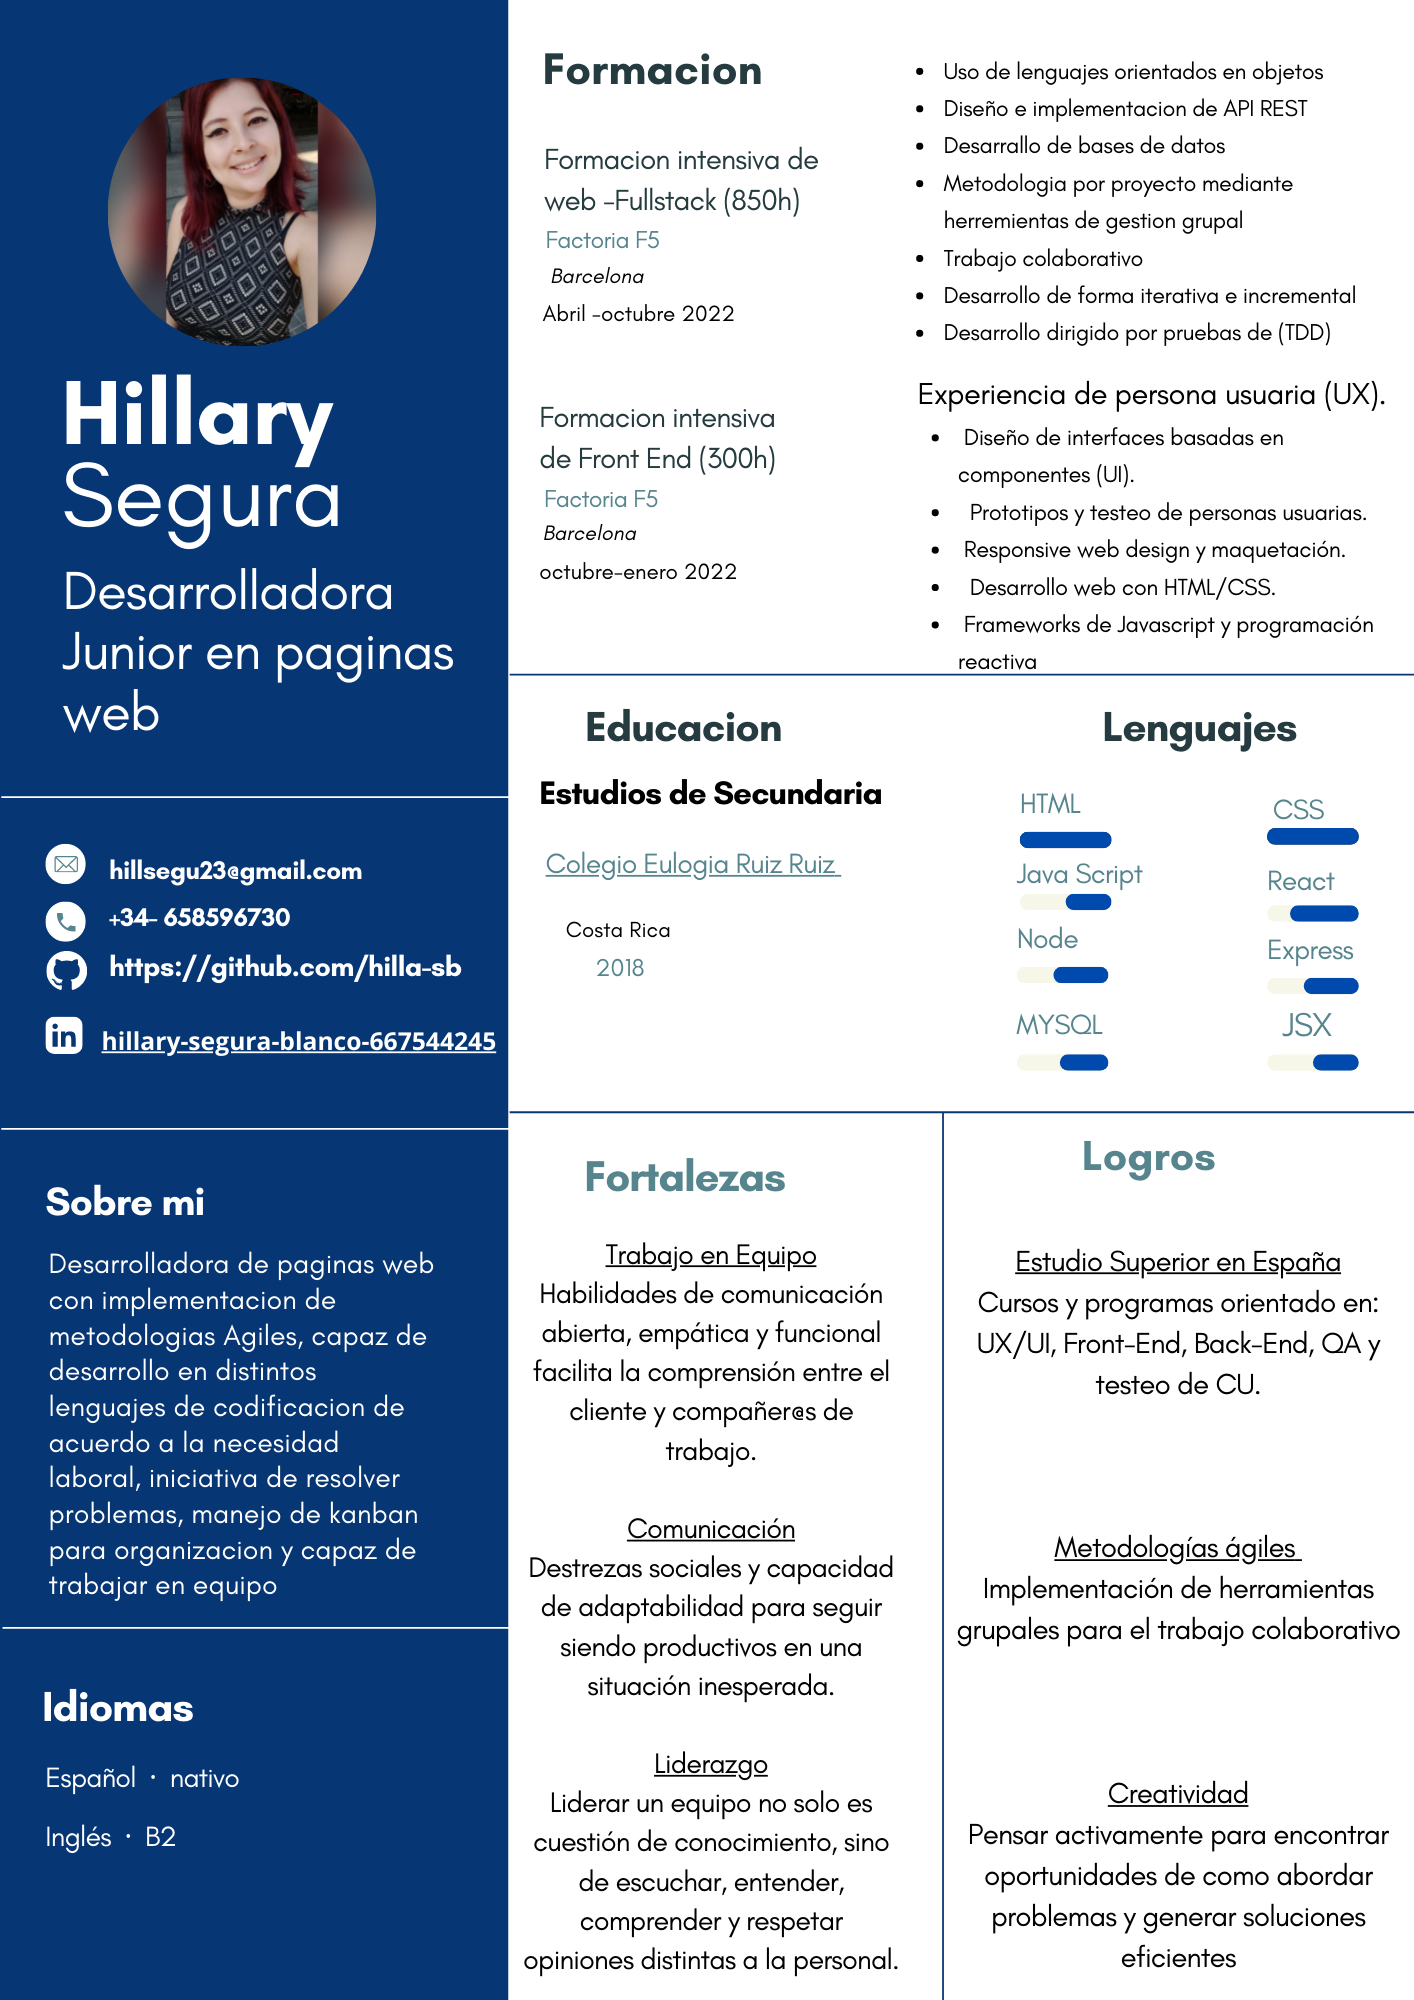 Hillary
Segura
Desarrolladora
Junior en paginas
web
hillsegu23@gmail.com
+34- 658596730
https://github.com/hilla-sb
in
hillary-segura-blanco-667544245
Sobre mi
Desarrolladora de paginas web
con implementacion de
metodologias Agiles, capaz de
desarrollo en distintos
lenguajes de codificacion de
acuerdo a la necesidad
laboral, iniciativa de resolver
problemas, manejo de kanban
para organizacion y capaz de
trabajar en equipo
Idiomas
Español · nativo
Inglés · B2
Formacion
Formacion intensiva de
web -Fullstack (850h)
Factoria F5
Barcelona
Abril -octubre 2022
Formacion intensiva
de Front End (300h)
Factoria F5
Barcelona
octubre-enero 2022
• Uso de lenguajes orientados en objetos
• Diseño e implementacion de API REST
• Desarrallo de bases de datos
• Metodologia por proyecto mediante
herremientas de gestion grupal
• Trabajo colaborativo
• Desarrollo de forma iterativa e incremental
• Desarrollo dirigido por pruebas de (TDD)
Experiencia de persona usuaria (UX).
• Diseño de interfaces basadas en
componentes (UI).
• Prototipos y testeo de personas usuarias.
• Responsive web design y maquetación.
• Desarrollo web con HTML/CSS.
• Frameworks de Javascript y programación
reactiva
Educacion
Estudios de Secundaria
Colegio Eulogia Ruiz Ruiz
Costa Rica
2018
Lenguajes
HTML
CSS
Java Script
React
Node
Express
MYSQL
JSX
Fortalezas
Trabajo en Equipo
Habilidades de comunicación
abierta, empática y funcional
facilita la comprensión entre el
cliente y compañer@s de
trabajo.
Comunicación
Destrezas sociales y capacidad
de adaptabilidad para seguir
siendo productivos en una
situación inesperada.
Liderazgo
Liderar un equipo no solo es
cuestión de conocimiento, sino
de escuchar, entender,
comprender y respetar
opiniones distintas a la personal.
Logros
Estudio Superior en España
Cursos y programas orientado en:
UX/UI, Front-End, Back-End, QA y
testeo de CU.
Metodologías ágiles
Implementación de herramientas
grupales para el trabajo colaborativo
Creatividad
Pensar activamente para encontrar
oportunidades de como abordar
problemas y generar soluciones
eficientes